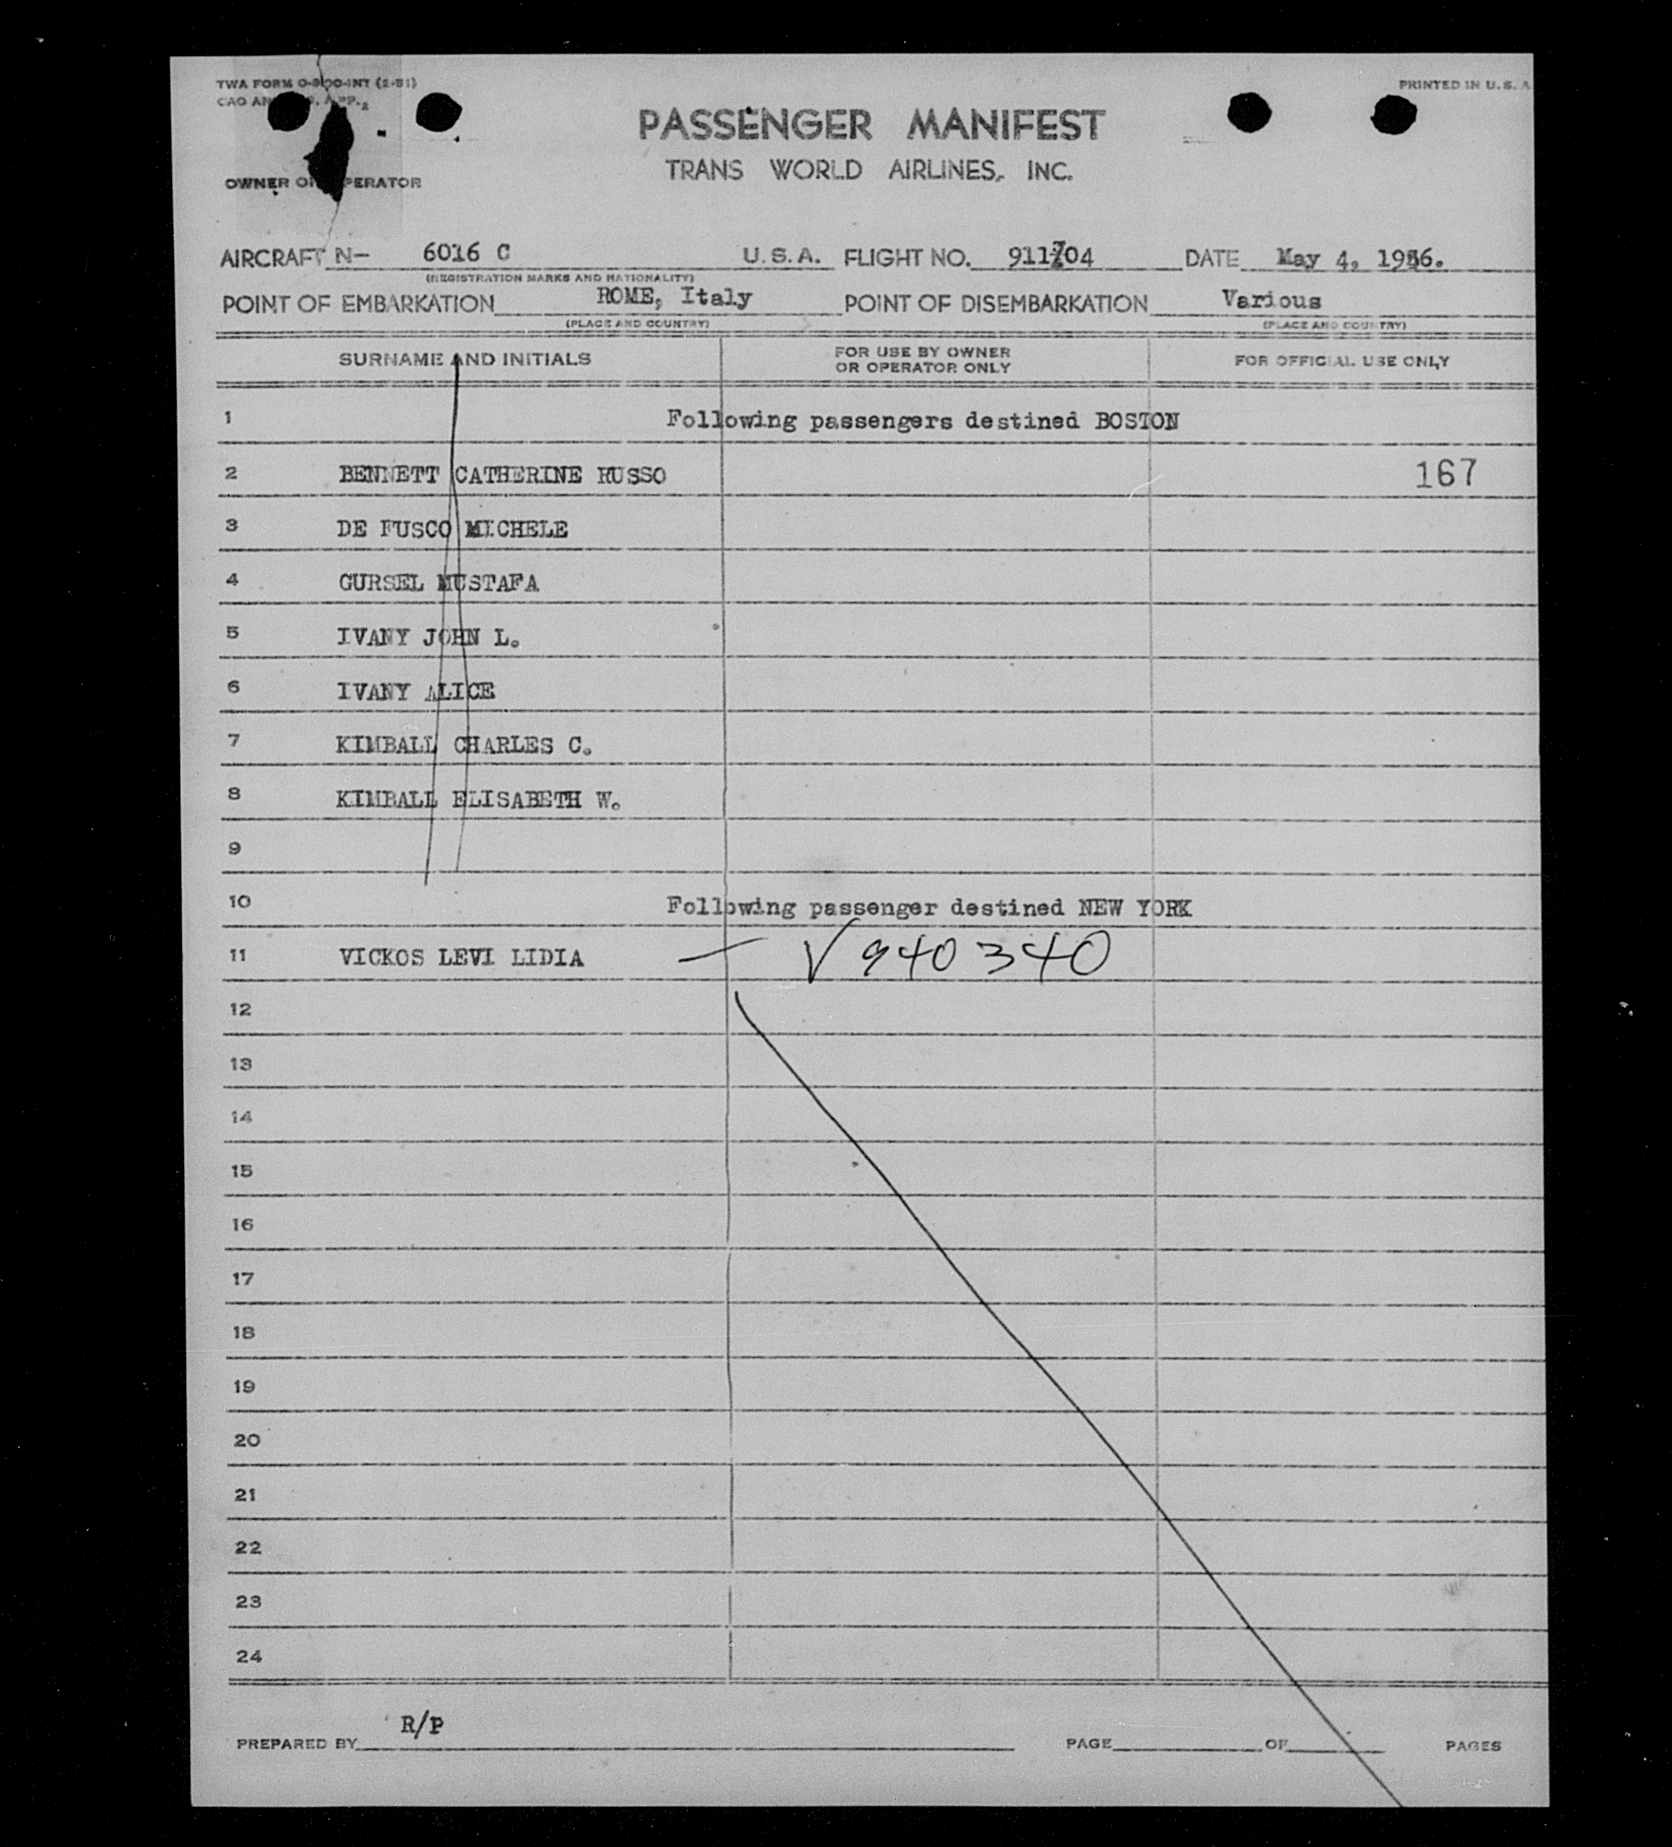 TWA FORM O-
PRINTED IN U. S. A
CAO
PASSENGER MANIFEST
TRANS WORLD AIRLINES, INC.
OWNER OR OPERATOR
AIRCRAFT N- 6016 C U.S.A. FLIGHT NO. 911 04 DATE May 4, 1956.
(REGISTRATION MARKS AND NATIONALITY)
POINT OF EMBARKATION ROME, Italy POINT OF DISEMBARKATION Various
(PLACE AND COUNTRY) (PLACE AND COUNTRY)
SURNAME AND INITIALS FOR USE BY OWNER OR OPERATOR ONLY FOR OFFICIAL USE ONLY
1 Following passengers destined BOSTON
2 BENNETT CATHERINE RUSSO 167
3 DE FUSCO MICHELE
4 GURSEL MUSTAFA
5 IVANY JOHN L.
6 IVANY ALICE
7 KIMBALL CHARLES C.
8 KIMBALL ELISABETH W.
9
10 Following passenger destined NEW YORK
11 VICKOS LEVI LIDIA — V 940340
12
13
14
15
16
17
18
19
20
21
22
23
24
PREPARED BY R/P PAGE OF PAGES